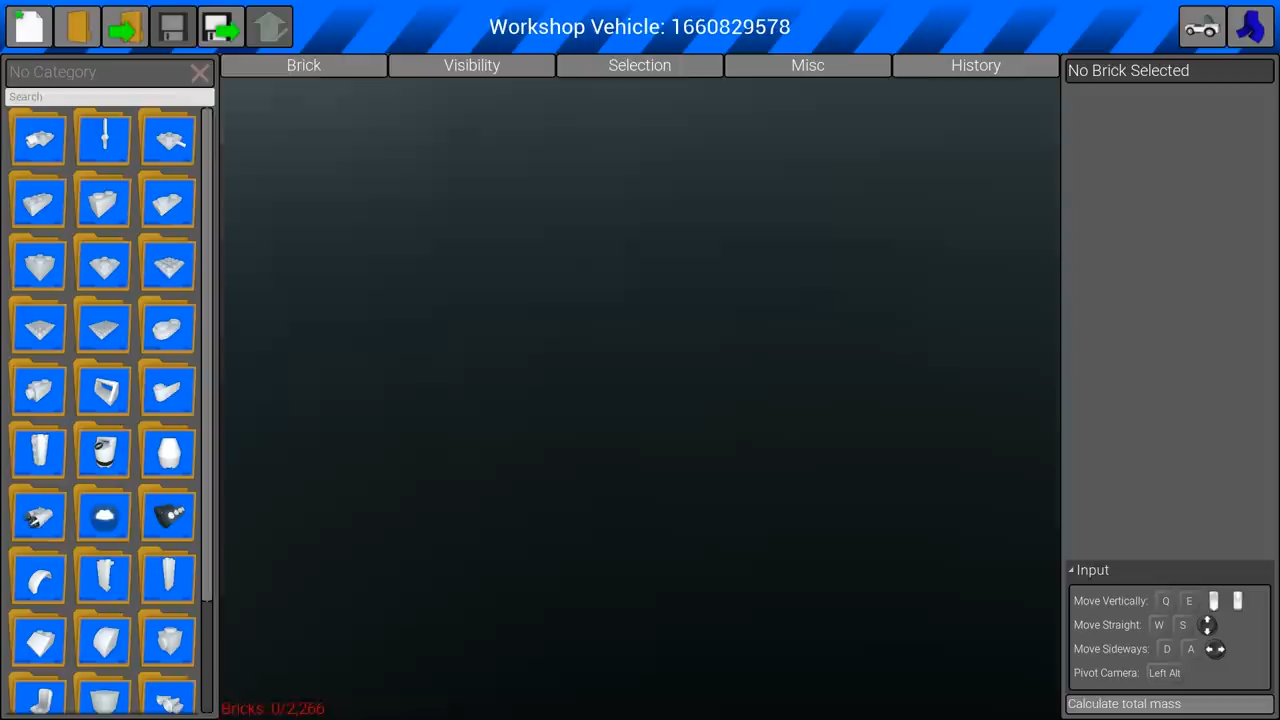 Workshop Vehicle: 1660829578
No Category
Search
Brick
Visibility
Selection
Misc
History
No Brick Selected
Input
Move Vertically: Q E
Move Straight: W S
Move Sideways: D A
Pivot Camera: Left Alt
Calculate total mass
Bricks 0/2,266